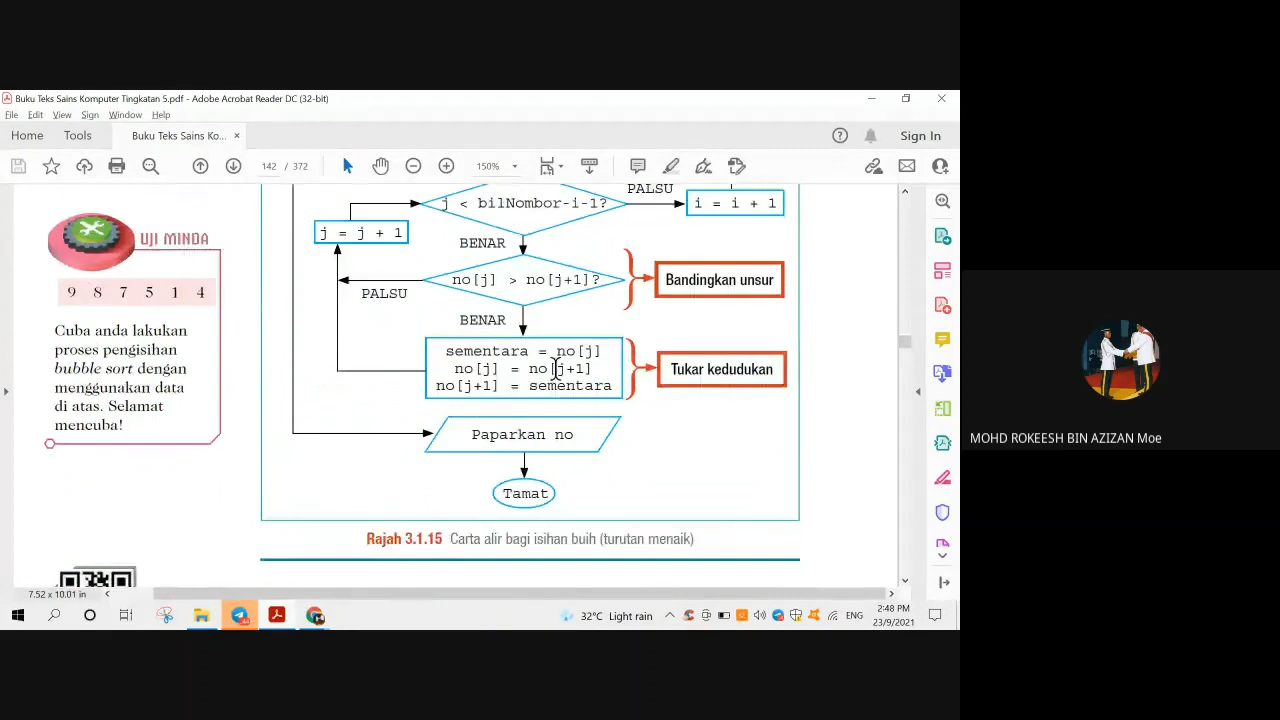 Buku Teks Sains Komputer Tingkatan 5.pdf - Adobe Acrobat Reader DC (32-bit)
File Edit View Sign Window Help
Home Tools Buku Teks Sains Ko... × Sign In
142 / 372 150%
PALSU
j < bilNombor-i-1?
i = i + 1
j = j + 1
BENAR
UJI MINDA
no[j] > no[j+1]?
Bandingkan unsur
PALSU
9 8 7 5 1 4
BENAR
Cuba anda lakukan
proses pengisihan
bubble sort dengan
menggunakan data
di atas. Selamat
mencuba!
sementara = no[j]
no[j] = no[j+1]
no[j+1] = sementara
Tukar kedudukan
Paparkan no
Tamat
Rajah 3.1.15 Carta alir bagi isihan buih (turutan menaik)
7.52 x 10.01 in
32°C Light rain
ENG
2:48 PM
23/9/2021
MOHD ROKEESH BIN AZIZAN Moe